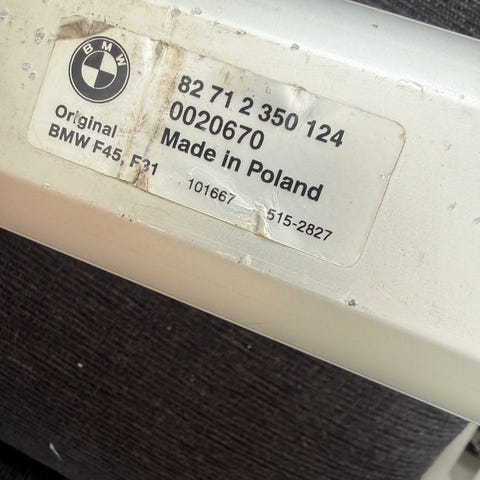 BMW
82 71 2 350 124
0020670
Made in Poland
Original
BMW F45, F31
101667 515-2827